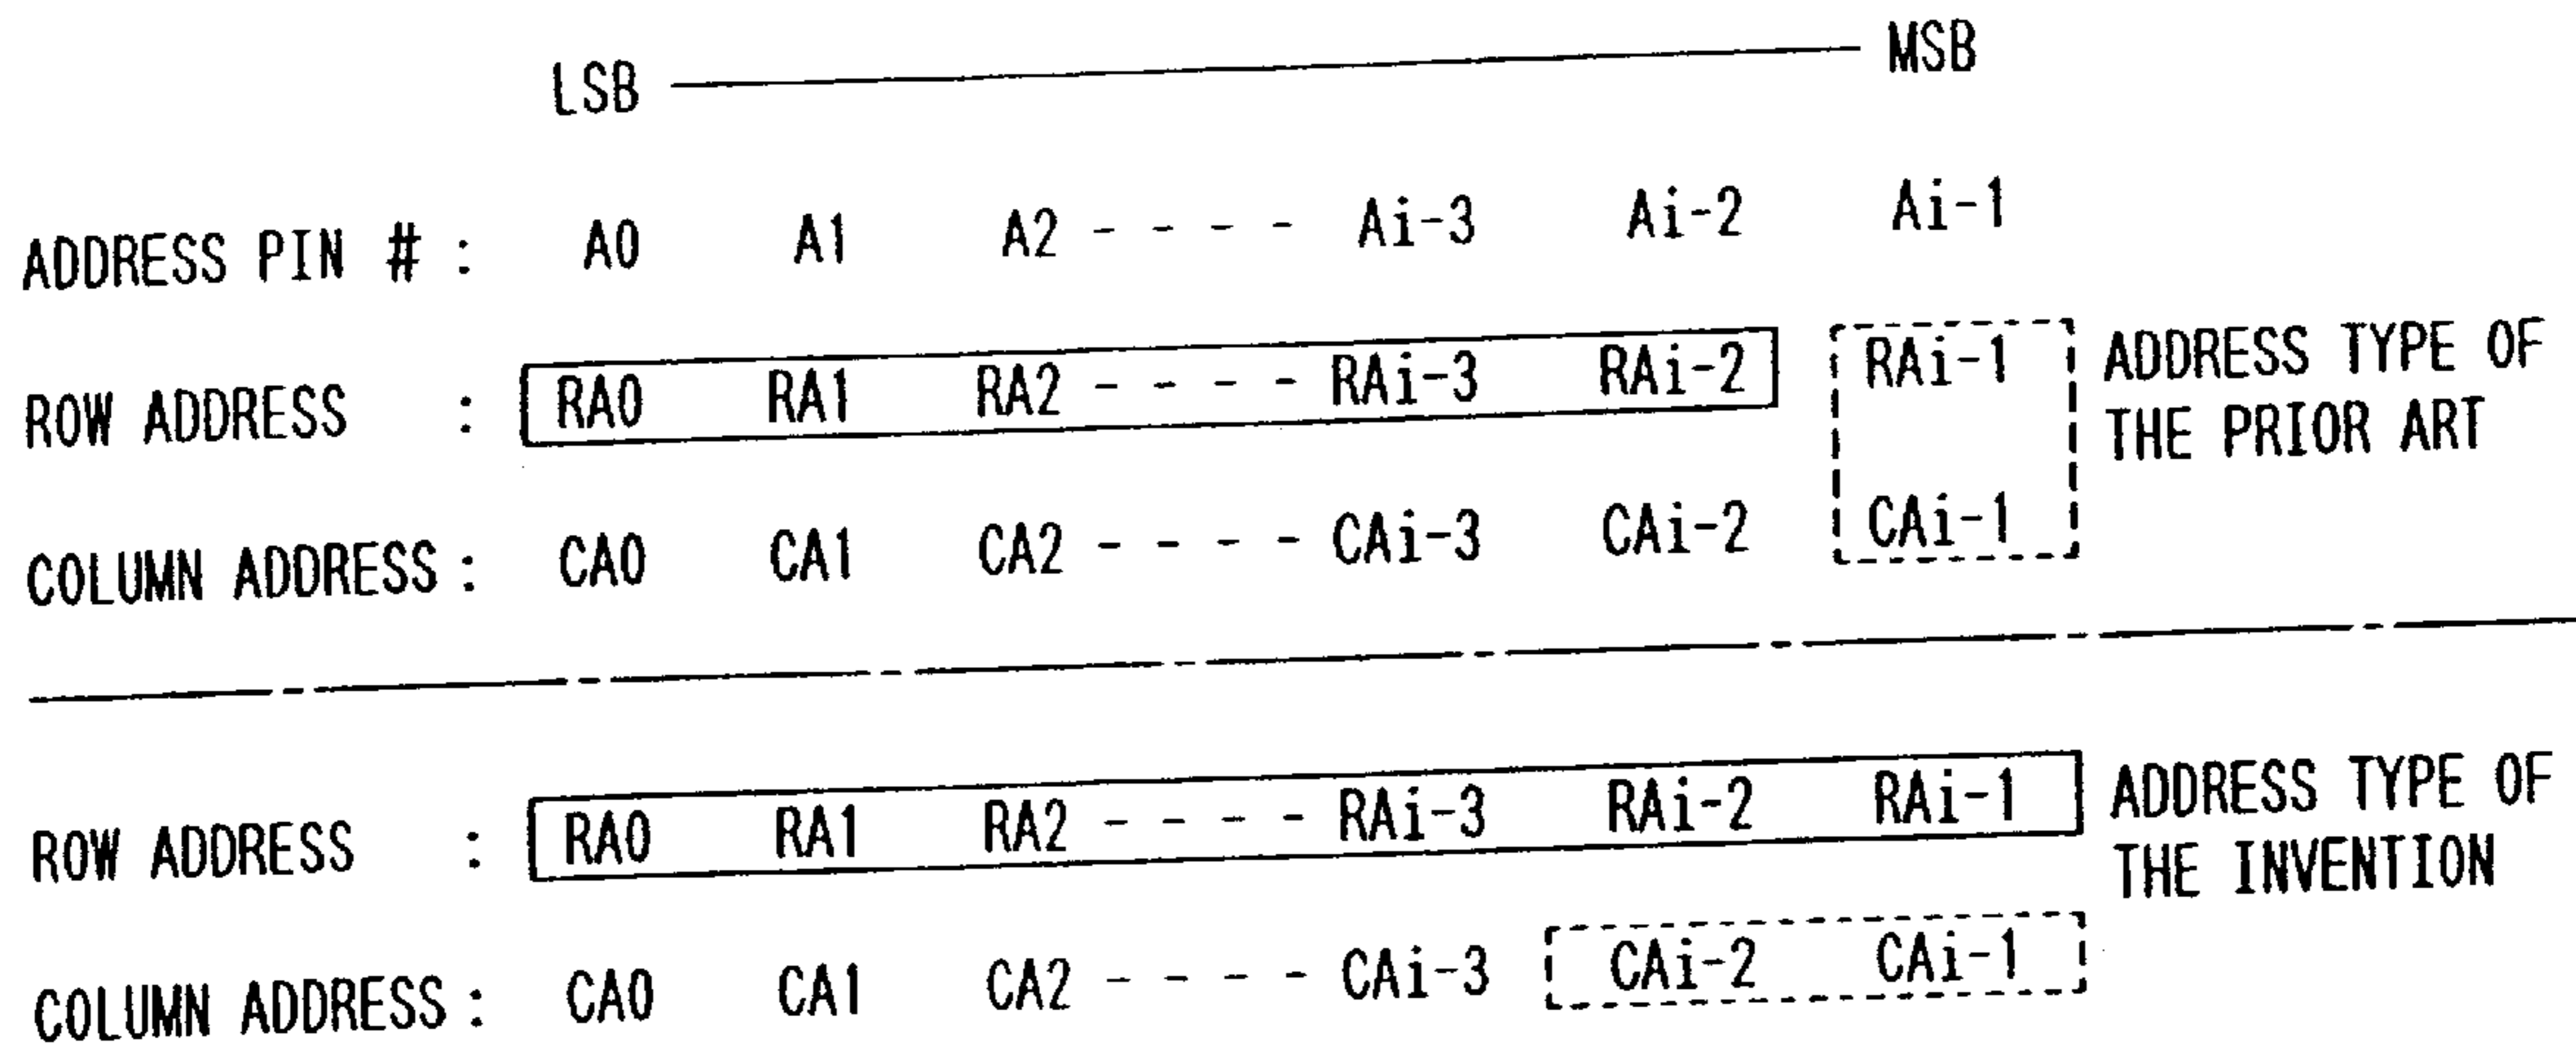 LSB MSB
ADDRESS PIN # : A0 A1 A2 - - - - Ai-3 Ai-2 Ai-1
ROW ADDRESS : RA0 RA1 RA2 - - - - RAi-3 RAi-2 RAi-1 ADDRESS TYPE OF
THE PRIOR ART
COLUMN ADDRESS : CA0 CA1 CA2 - - - - CAi-3 CAi-2 CAi-1
ROW ADDRESS : RA0 RA1 RA2 - - - - RAi-3 RAi-2 RAi-1 ADDRESS TYPE OF
THE INVENTION
COLUMN ADDRESS : CA0 CA1 CA2 - - - - CAi-3 CAi-2 CAi-1